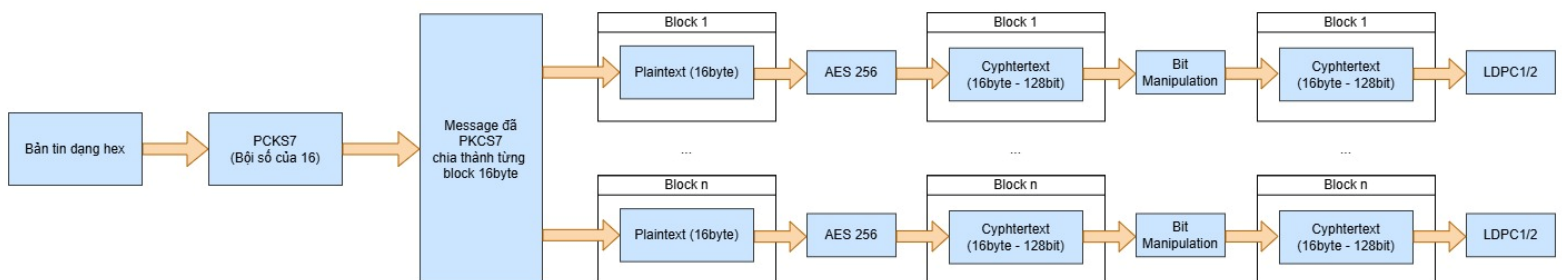 Block 1
Block 1
Block 1
Plaintext (16byte)
AES 256
Cyphtertext
(16byte - 128bit)
Bit
Manipulation
Cyphtertext
(16byte - 128bit)
LDPC1/2
Bản tin dạng hex
PCKS7
(Bội số của 16)
Message đã
PKCS7
chia thành từng
block 16byte
...
...
...
Block n
Block n
Block n
Plaintext (16byte)
AES 256
Cyphtertext
(16byte - 128bit)
Bit
Manipulation
Cyphtertext
(16byte - 128bit)
LDPC1/2